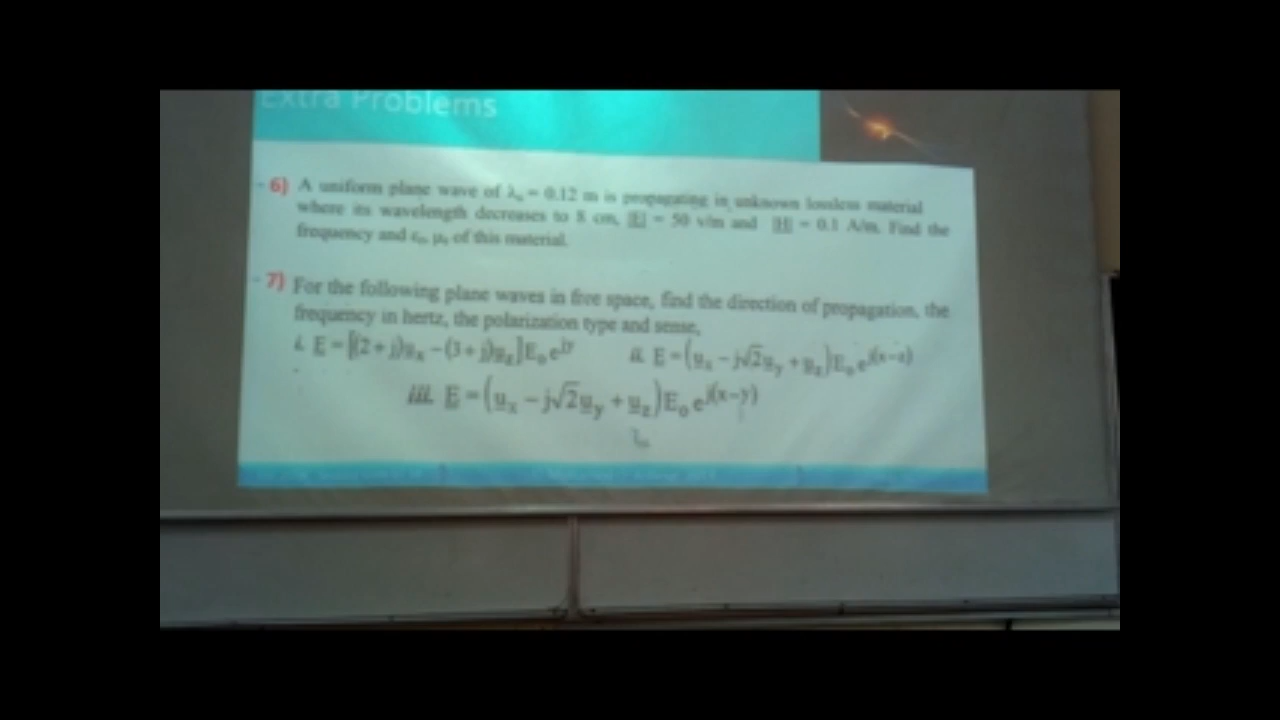 Extra Problems
- 6) A uniform plane wave of λₒ = 0.12 m is propagating in unknown lossless material
where its wavelength decreases to 8 cm, |E| = 50 v/m and |H| = 0.1 A/m. Find the
frequency and εᵣ, μᵣ of this material.
- 7) For the following plane waves in free space, find the direction of propagation, the
frequency in hertz, the polarization type and sense,
i. E = [(2+j)uₓ − (3+j)u_z]Eₒe^{jy} ii. E = (uₓ − j√2u_y + u_z)Eₒe^{j(x−z)}
iii. E = (uₓ − j√2u_y + u_z)Eₒe^{j(x−y)}